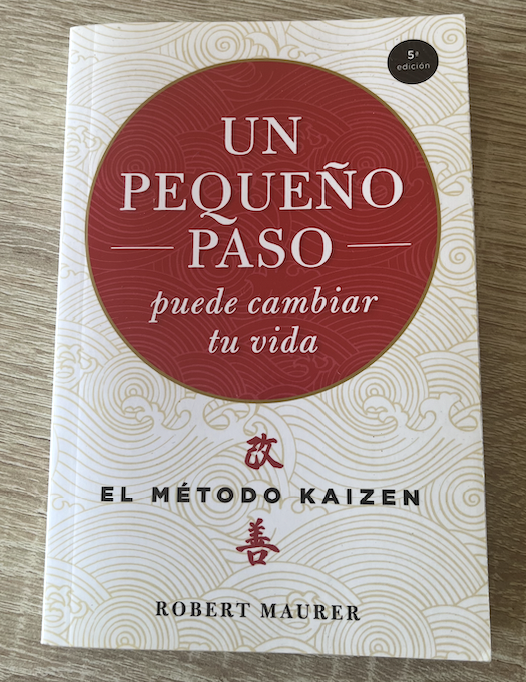 5ª
edición
UN
PEQUEÑO
PASO
puede cambiar
tu vida
改
EL MÉTODO KAIZEN
善
ROBERT MAURER